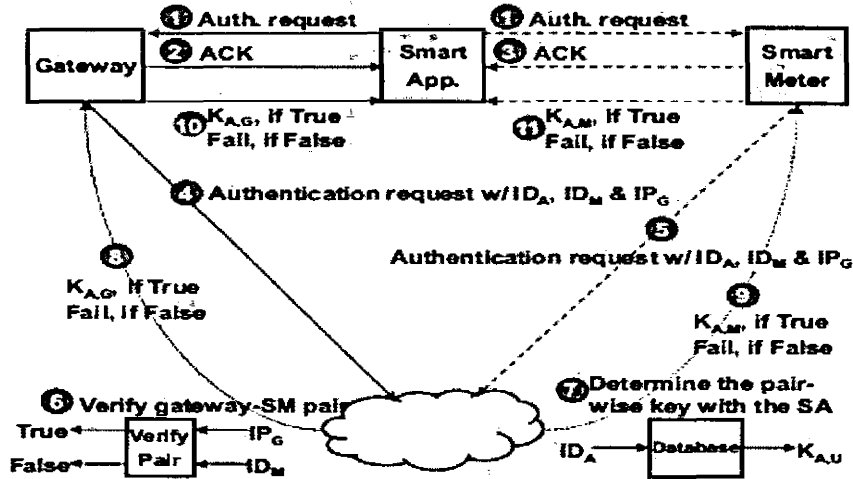 1 Auth. request
1 Auth. request
Gateway
2 ACK
Smart App.
3 ACK
Smart Meter
10 K_A,G, if True
Fail, if False
11 K_A,M, if True
Fail, if False
4 Authentication request w/ ID_A, ID_M & IP_G
5
Authentication request w/ ID_A, ID_M & IP_G
8
K_A,G, if True
Fail, if False
9
K_A,M, if True
Fail, if False
6 Verify gateway-SM pair
7 Determine the pair-
wise key with the SA
True
Verify
Pair
IP_G
False
ID_M
ID_A
Database
K_A,U